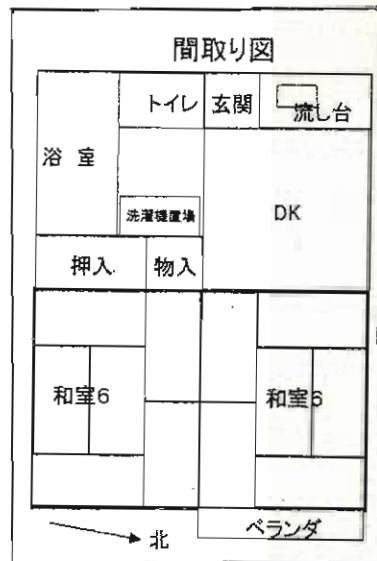 間取り図
トイレ 玄関 流し台
浴室
洗濯機置場 DK
押入 物入
和室6 和室6
北 ベランダ